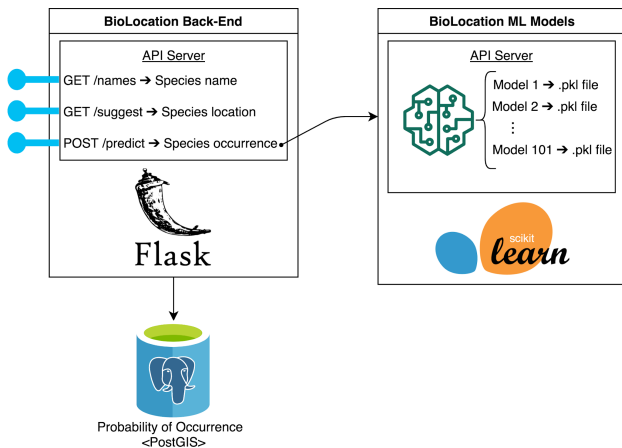 BioLocation Back-End
API Server
GET /names ➔ Species name
GET /suggest ➔ Species location
POST /predict ➔ Species occurrence
Flask
BioLocation ML Models
API Server
Model 1 ➔ .pkl file
Model 2 ➔ .pkl file
⋮
Model 101 ➔ .pkl file
scikit
learn
Probability of Occurrence
<PostGIS>